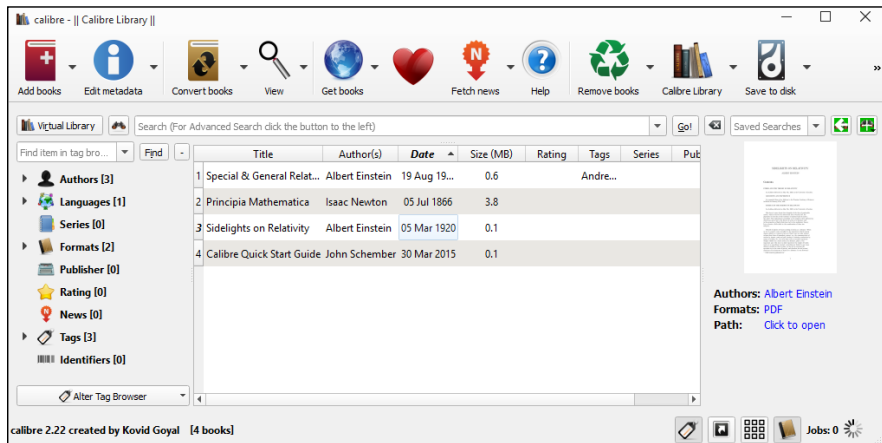 calibre - || Calibre Library ||
Add books Edit metadata Convert books View Get books Fetch news Help Remove books Calibre Library Save to disk »
Virtual Library Search (For Advanced Search click the button to the left) Go! Saved Searches
Find item in tag bro... Find -
Title Author(s) Date Size (MB) Rating Tags Series Pub
1 Special & General Relat... Albert Einstein 19 Aug 19... 0.6 Andre...
2 Principia Mathematica Isaac Newton 05 Jul 1866 3.8
3 Sidelights on Relativity Albert Einstein 05 Mar 1920 0.1
4 Calibre Quick Start Guide John Schember 30 Mar 2015 0.1
Authors [3]
Languages [1]
Series [0]
Formats [2]
Publisher [0]
Rating [0]
News [0]
Tags [3]
Identifiers [0]
Alter Tag Browser
Authors: Albert Einstein
Formats: PDF
Path: Click to open
calibre 2.22 created by Kovid Goyal [4 books] Jobs: 0